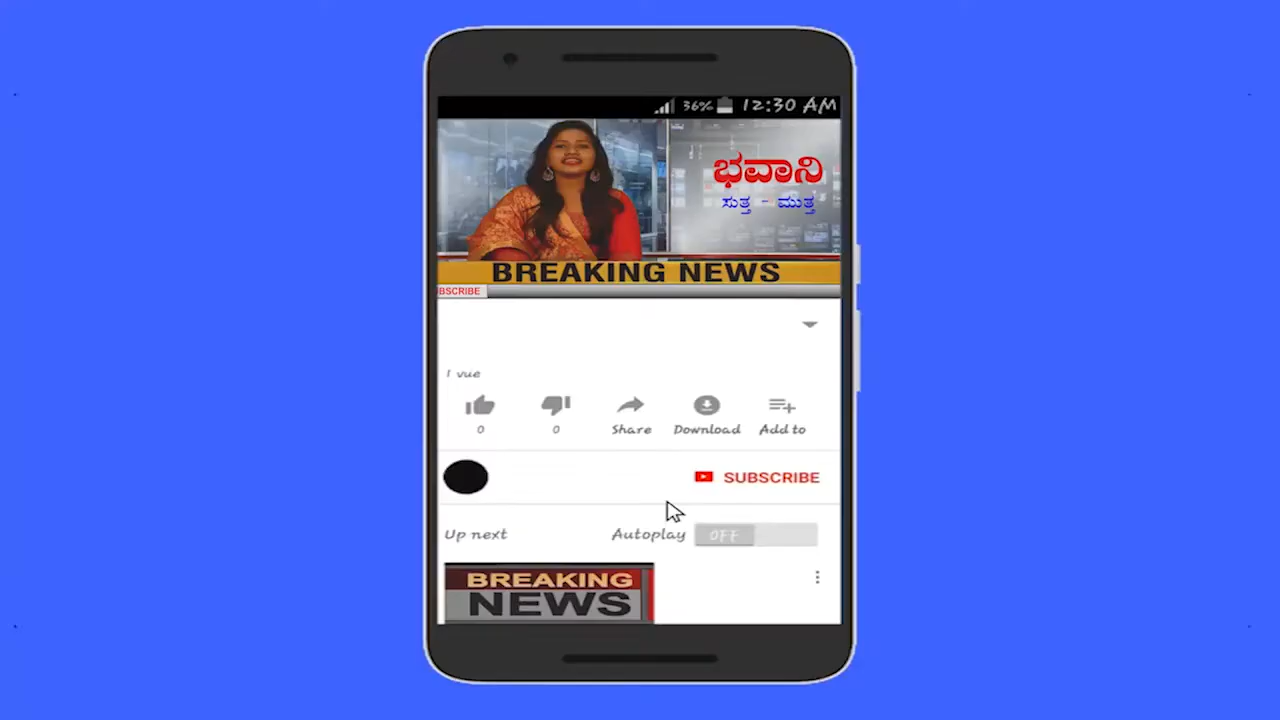 36% 12:30 AM
ಭವಾನಿ
ಸುತ್ತ - ಮುತ್ತ
BREAKING NEWS
BSCRIBE
1 vue
0 0 Share Download Add to
SUBSCRIBE
Up next Autoplay OFF
BREAKING
NEWS